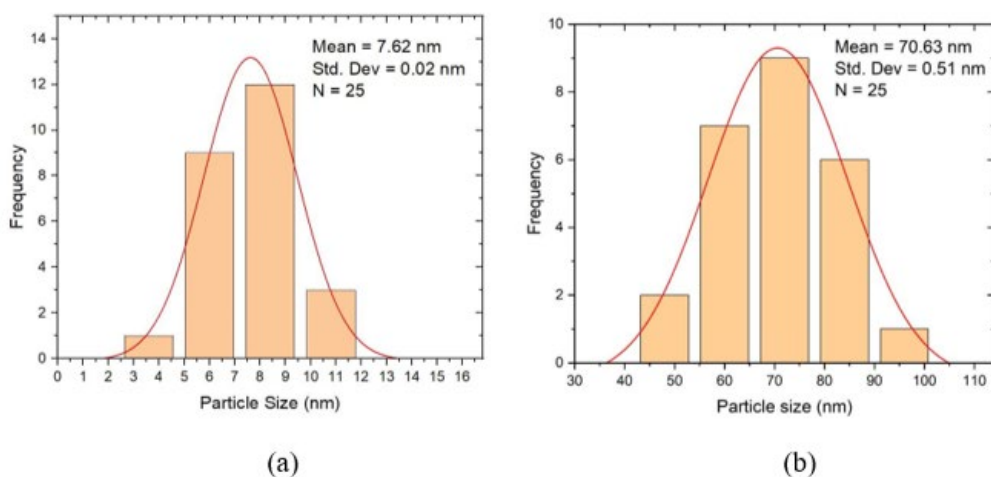 Mean = 7.62 nm
Std. Dev = 0.02 nm
N = 25
Frequency
14
12
10
8
6
4
2
0
0 1 2 3 4 5 6 7 8 9 10 11 12 13 14 15 16
Particle Size (nm)
(a)
Mean = 70.63 nm
Std. Dev = 0.51 nm
N = 25
Frequency
10
8
6
4
2
0
30 40 50 60 70 80 90 100 110
Particle size (nm)
(b)